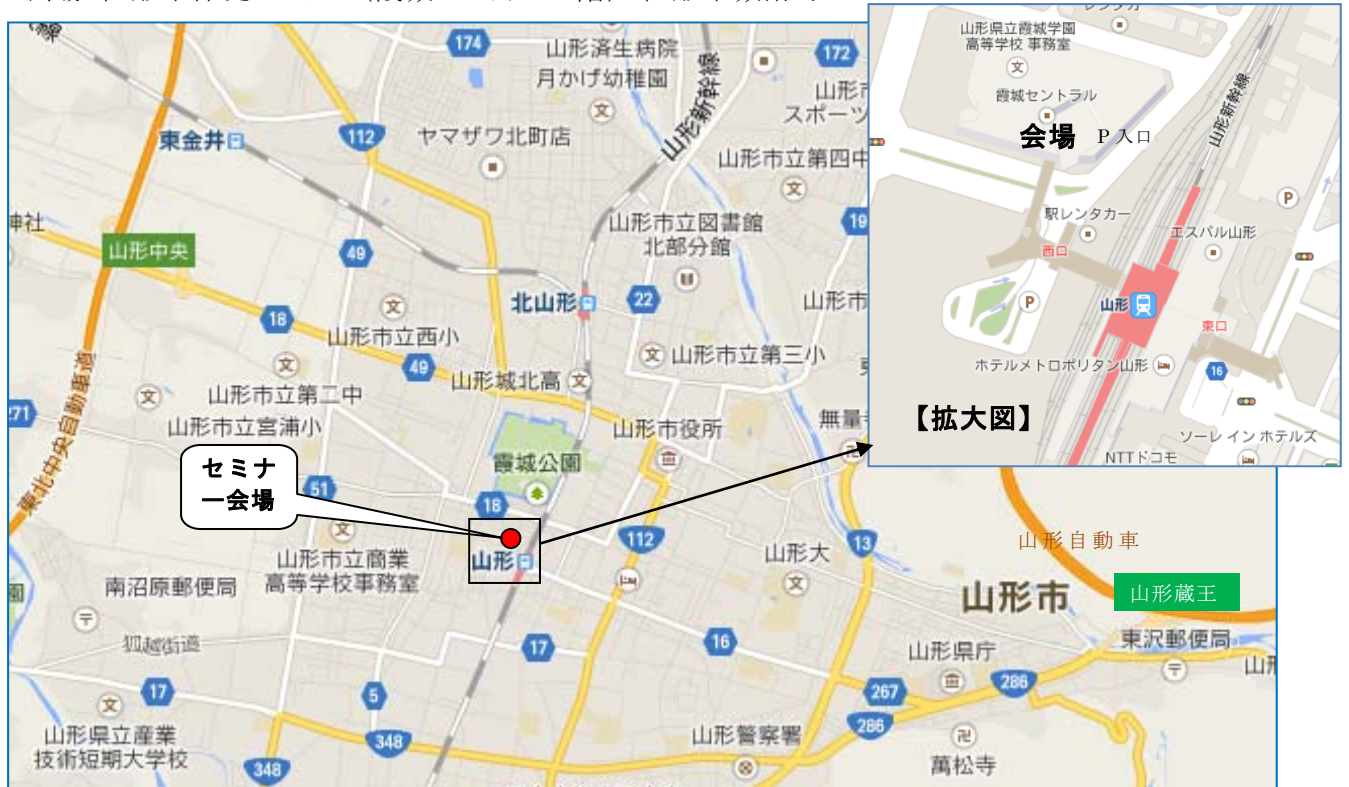 174
山形済生病院
月かげ幼稚園
172
山形新幹線
東金井
112
ヤマザワ北町店
スポーツ
山形市立第四中
神社
山形市立図書館
北部分館
19
山形中央
49
北山形
22
山形市
18
山形市立西小
49
山形市立第三小
山形城北高
山形市立第二中
271
山形市立宮浦小
山形市役所
東北中央自動車道
霞城公園
セミナ
ー会場
51
18
112
13
山形自動車
山形
山形大
山形市立商業
高等学校事務室
南沼原郵便局
山形市
山形蔵王
狐越街道
17
16
東沢郵便局
山形県庁
17
5
267
286
286
山形県立産業
技術短期大学校
348
348
山形警察署
萬松寺
山形県立霞城学園
高等学校 事務室
霞城セントラル
会場 P入口
山形新幹線
駅レンタカー
P
西口
エスパル山形
P
山形
東口
ホテルメトロポリタン山形
16
【拡大図】
ソーレ イン ホテルズ
NTTドコモ